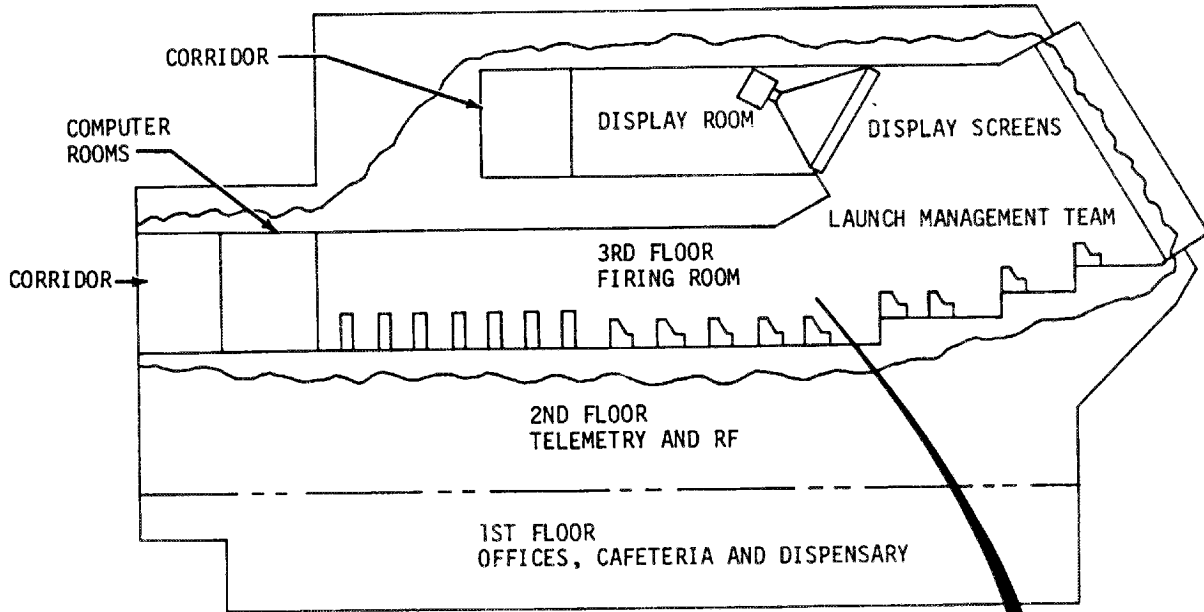 CORRIDOR
COMPUTER
ROOMS
DISPLAY ROOM
DISPLAY SCREENS
LAUNCH MANAGEMENT TEAM
3RD FLOOR
FIRING ROOM
CORRIDOR
2ND FLOOR
TELEMETRY AND RF
1ST FLOOR
OFFICES, CAFETERIA AND DISPENSARY